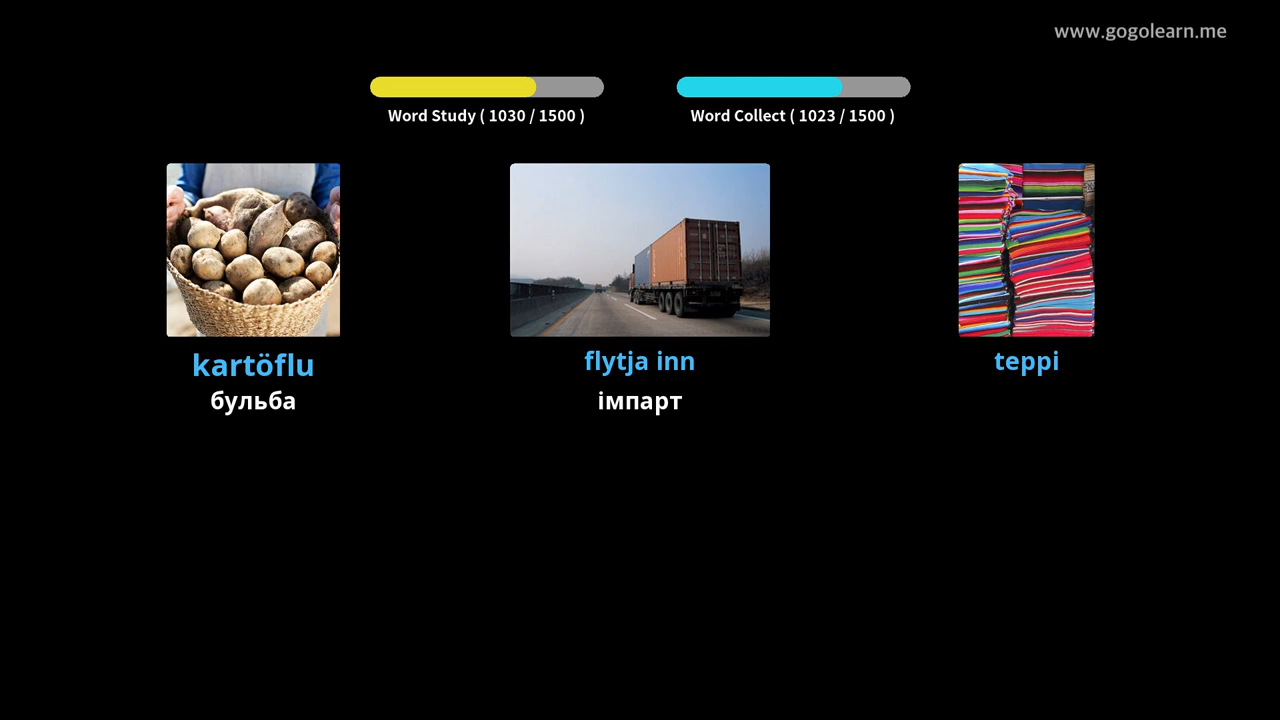 www.gogolearn.me
Word Study ( 1030 / 1500 )
Word Collect ( 1023 / 1500 )
kartöflu
бульба
flytja inn
імпарт
teppi